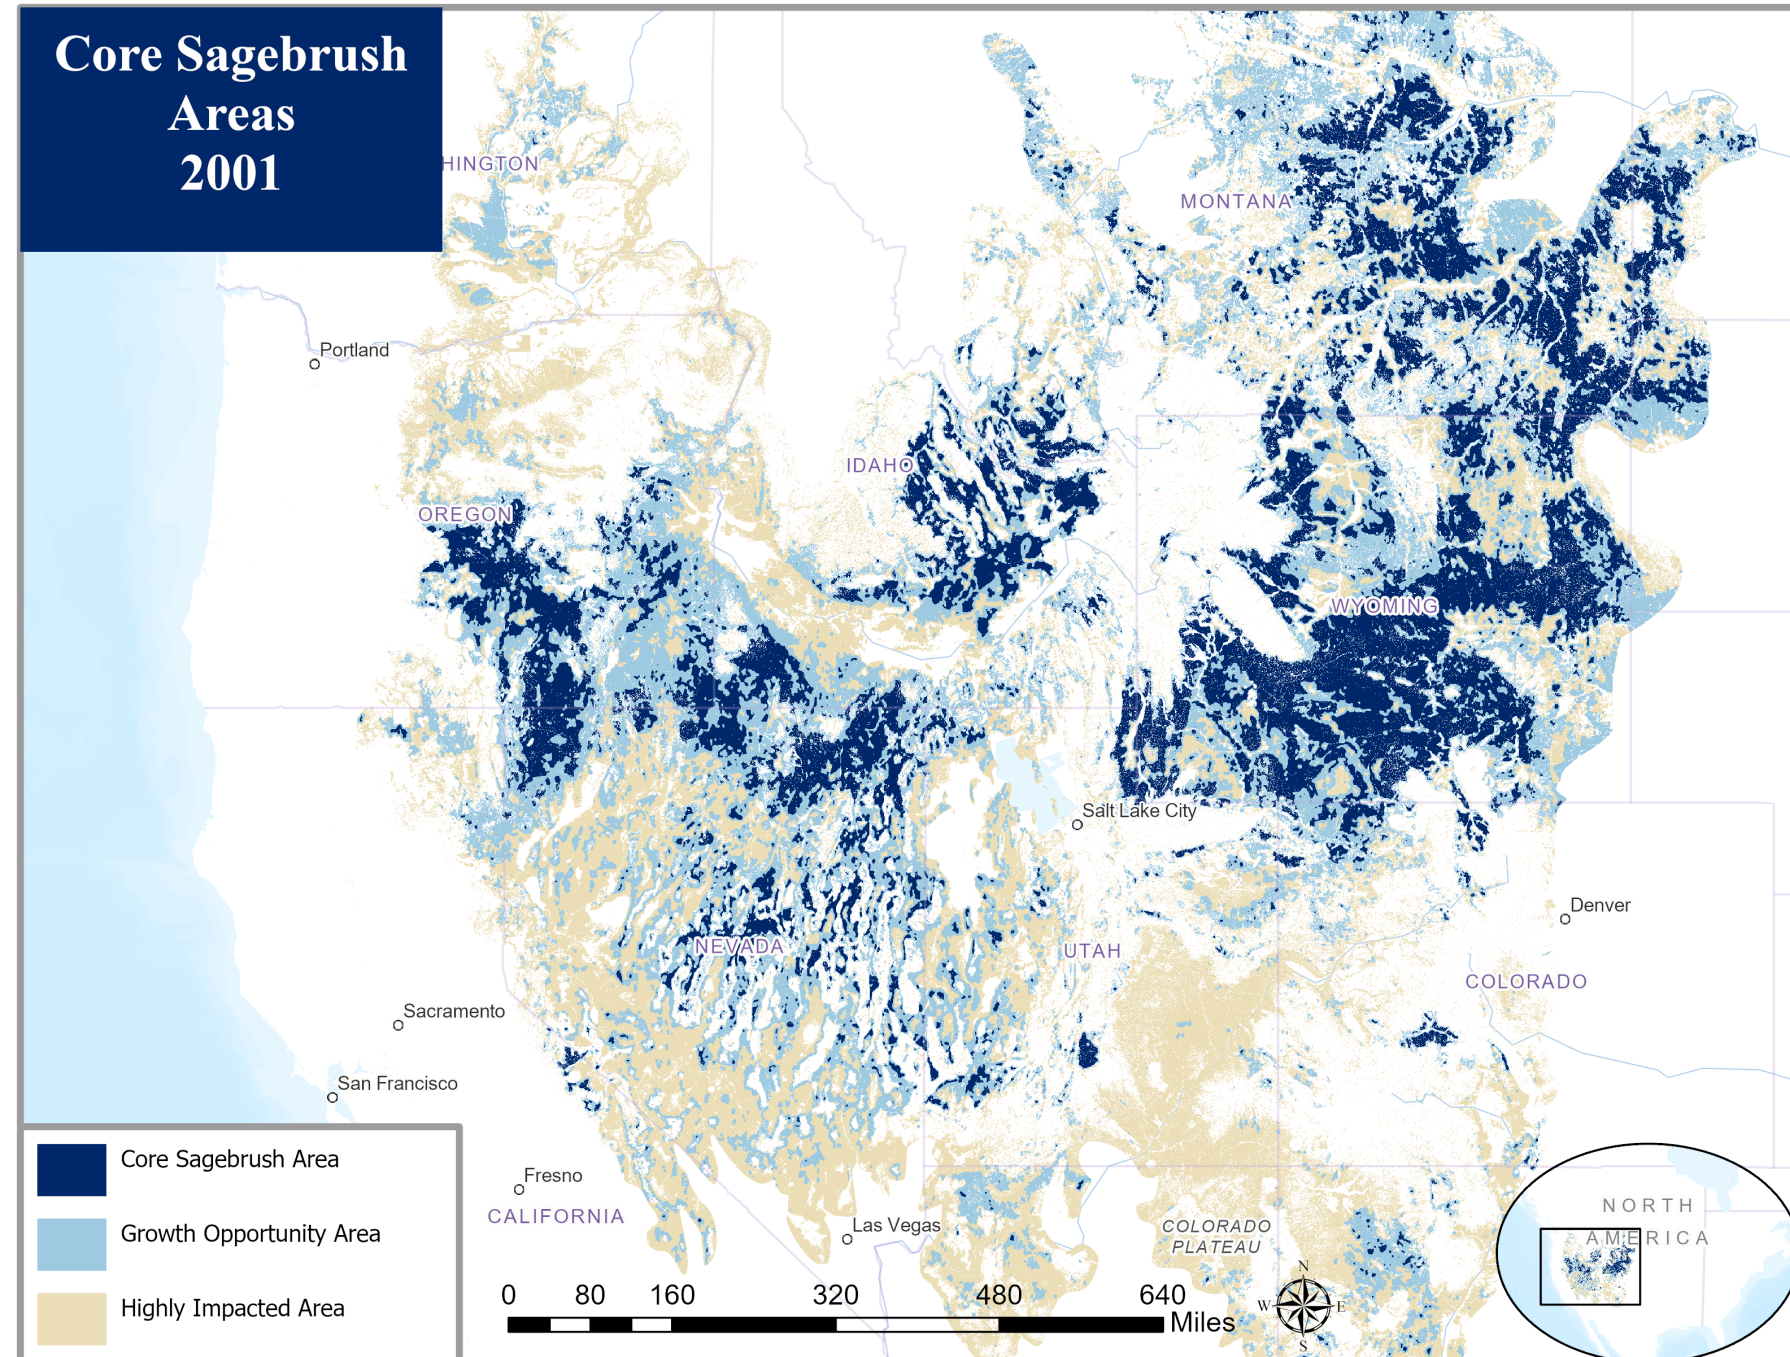 Core Sagebrush
Areas
2001
HINGTON
MONTANA
Portland
IDAHO
OREGON
WYOMING
Salt Lake City
Denver
NEVADA
UTAH
COLORADO
Sacramento
San Francisco
Fresno
CALIFORNIA
Las Vegas
COLORADO
PLATEAU
Core Sagebrush Area
Growth Opportunity Area
Highly Impacted Area
0 80 160 320 480 640
Miles
N
W E
S
NORTH
AMERICA